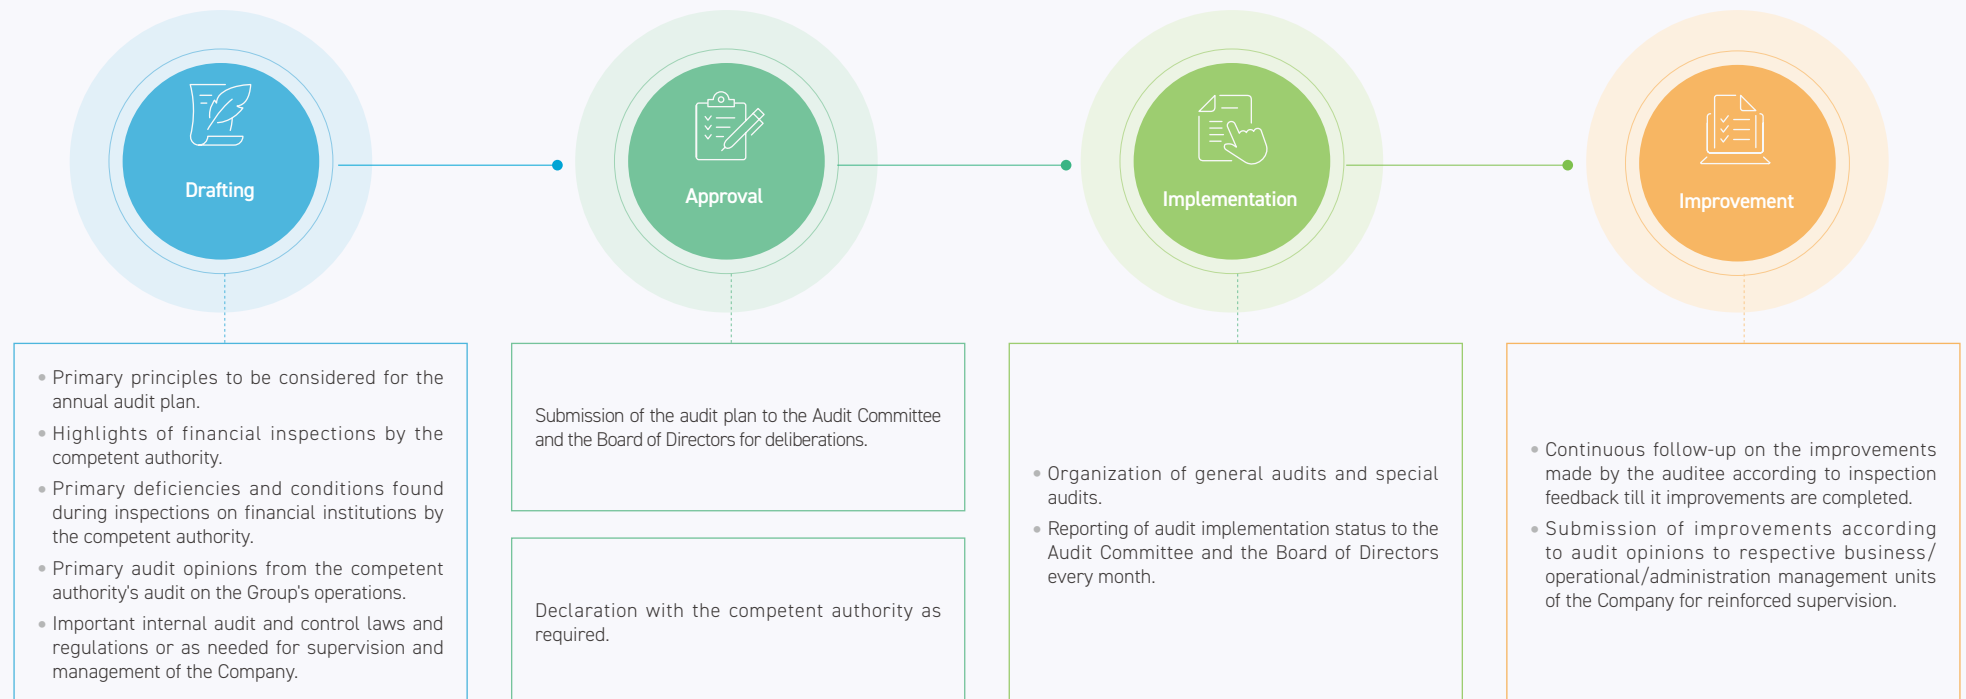 Drafting
Approval
Implementation
Improvement
• Primary principles to be considered for the
annual audit plan.
• Highlights of financial inspections by the
competent authority.
• Primary deficiencies and conditions found
during inspections on financial institutions by
the competent authority.
• Primary audit opinions from the competent
authority's audit on the Group's operations.
• Important internal audit and control laws and
regulations or as needed for supervision and
management of the Company.
Submission of the audit plan to the Audit Committee
and the Board of Directors for deliberations.
Declaration with the competent authority as
required.
• Organization of general audits and special
audits.
• Reporting of audit implementation status to the
Audit Committee and the Board of Directors
every month.
• Continuous follow-up on the improvements
made by the auditee according to inspection
feedback till it improvements are completed.
• Submission of improvements according
to audit opinions to respective business/
operational/administration management units
of the Company for reinforced supervision.